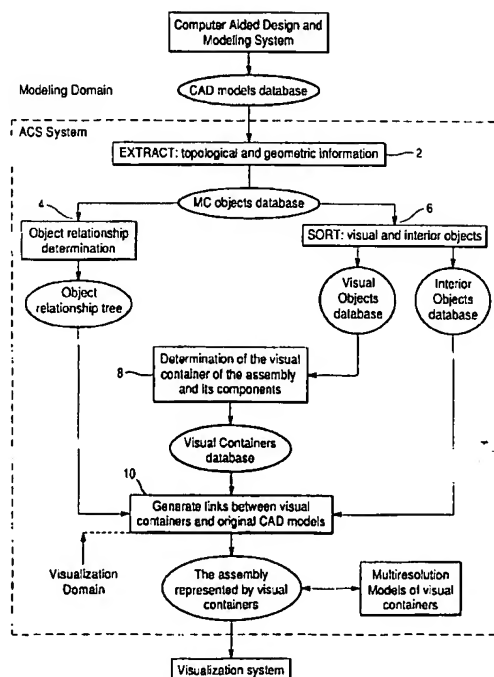 Computer Aided Design and
Modeling System
Modeling Domain
CAD models database
ACS System
EXTRACT: topological and geometric information
2
MC objects database
4
Object relationship
determination
6
SORT: visual and interior objects
Object
relationship tree
Visual
Objects
database
Interior
Objects
database
8
Determination of the visual
container of the assembly
and its components
Visual Containers
database
10
Generate links between visual
containers and original CAD models
Visualization
Domain
The assembly
represented by visual
containers
Multiresolution
Models of visual
containers
Visualization system